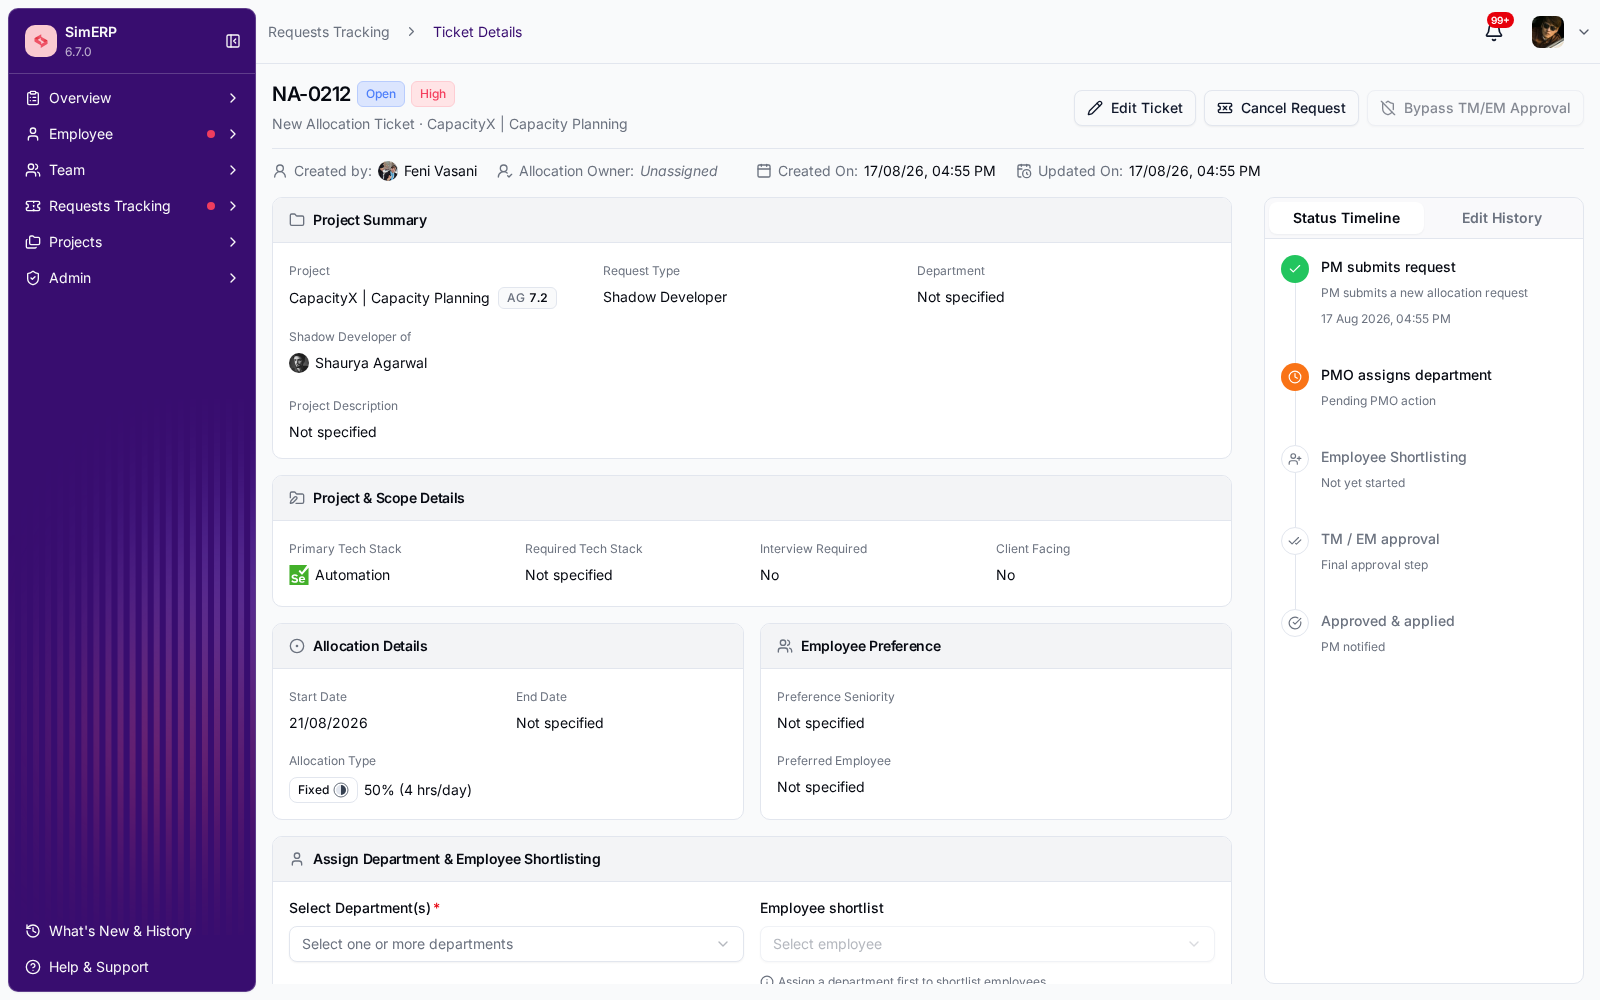 SimERP
6.7.0
Overview
Employee
Team
Requests Tracking
Projects
Admin
What's New & History
Help & Support
Requests Tracking > Ticket Details
99+
NA-0212 Open High
New Allocation Ticket · CapacityX | Capacity Planning
Edit Ticket
Cancel Request
Bypass TM/EM Approval
Created by: Feni Vasani
Allocation Owner: Unassigned
Created On: 17/08/26, 04:55 PM
Updated On: 17/08/26, 04:55 PM
Project Summary
Project
CapacityX | Capacity Planning AG 7.2
Request Type
Shadow Developer
Department
Not specified
Shadow Developer of
Shaurya Agarwal
Project Description
Not specified
Project & Scope Details
Primary Tech Stack
Se Automation
Required Tech Stack
Not specified
Interview Required
No
Client Facing
No
Allocation Details
Start Date
21/08/2026
End Date
Not specified
Allocation Type
Fixed 50% (4 hrs/day)
Employee Preference
Preference Seniority
Not specified
Preferred Employee
Not specified
Assign Department & Employee Shortlisting
Select Department(s)*
Select one or more departments
Employee shortlist
Select employee
Assign a department first to shortlist employees
Status Timeline
Edit History
PM submits request
PM submits a new allocation request
17 Aug 2026, 04:55 PM
PMO assigns department
Pending PMO action
Employee Shortlisting
Not yet started
TM / EM approval
Final approval step
Approved & applied
PM notified